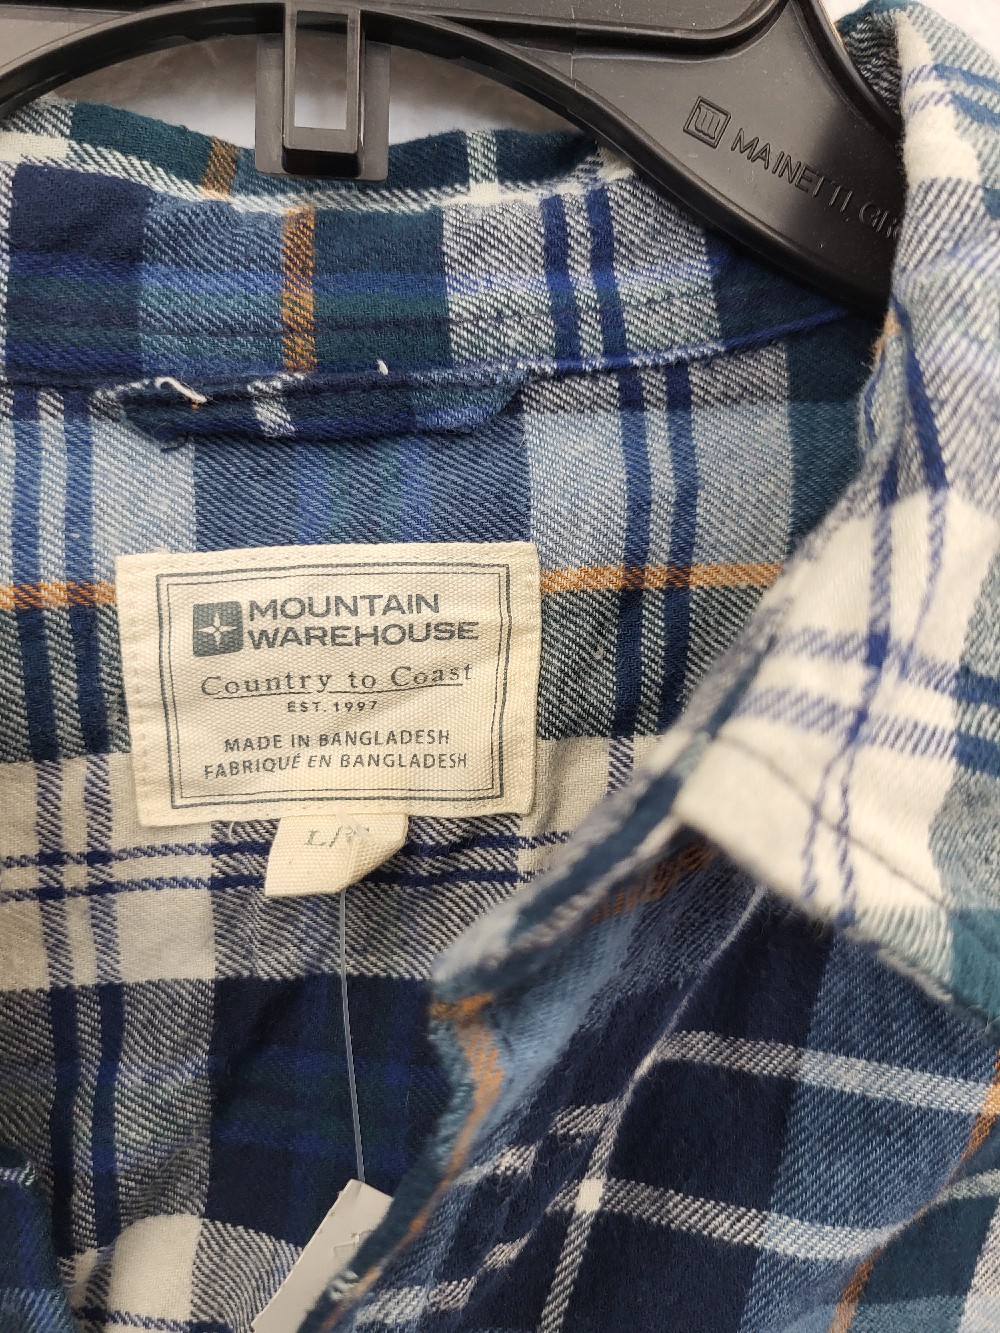 MAINETTI
MOUNTAIN
WAREHOUSE
Country to Coast
EST. 1997
MADE IN BANGLADESH
FABRIQUÉ EN BANGLADESH